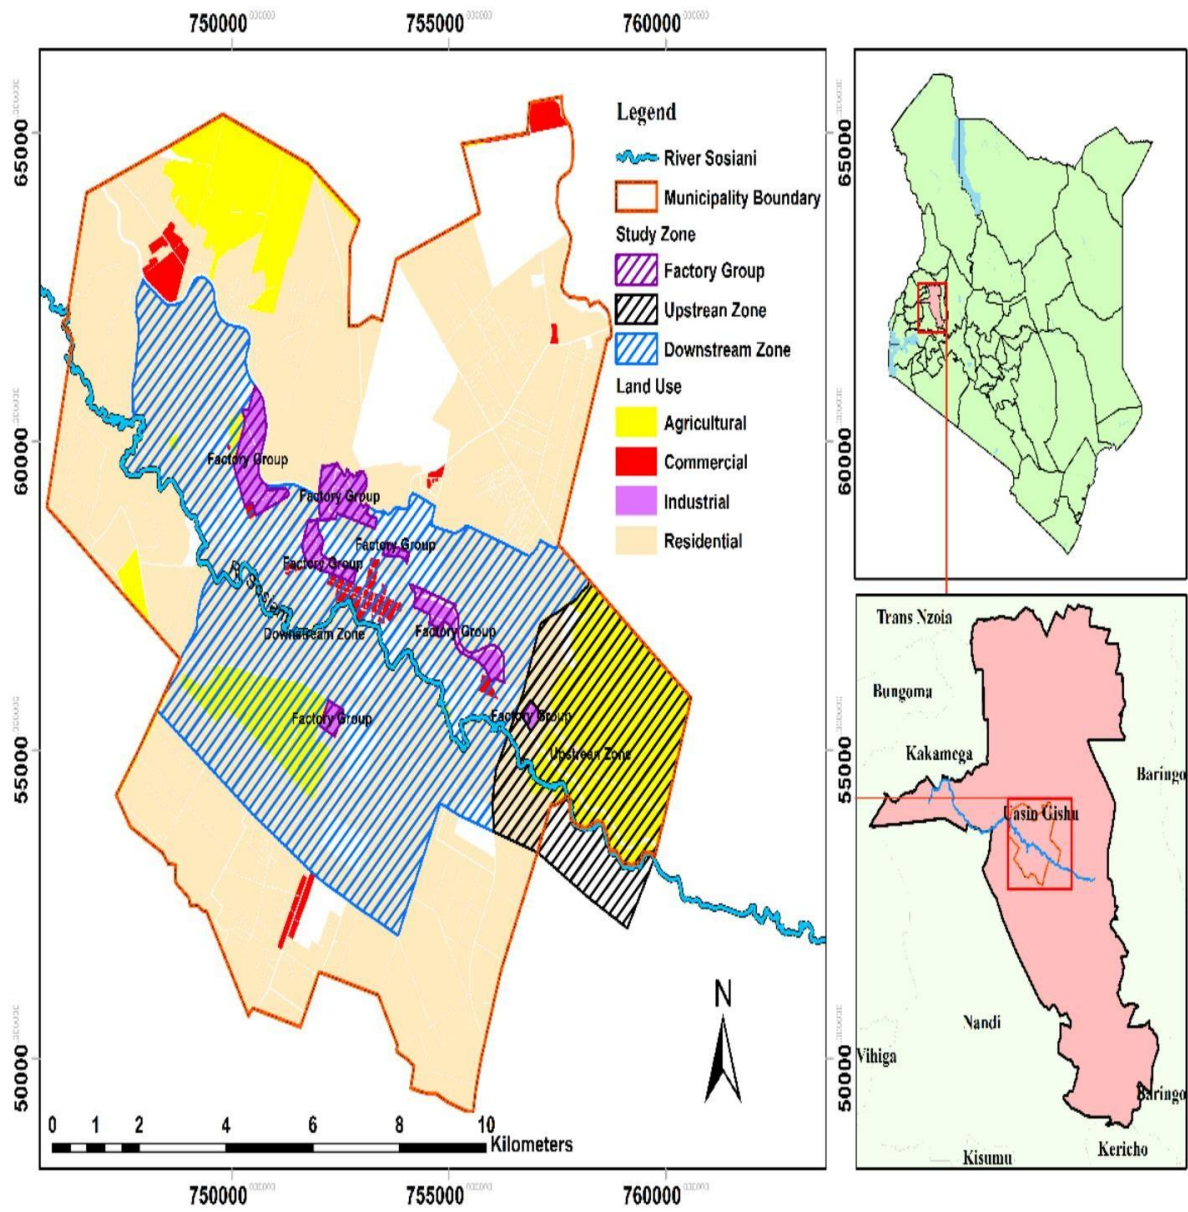 750000 755000 760000
65000
65000
Legend
River Sosiani
Municipality Boundary
Study Zone
Factory Group
Upstrean Zone
Downstream Zone
Land Use
Agricultural
Commercial
Industrial
Residential
60000
60000
Factory Group
Factory Group
Factory Group
Factory Group
Downstream Zone
Factory Group
Factory Group
Factory Group
Upstrean Zone
55000
55000
50000
50000
N
0 1 2 4 6 8 10
Kilometers
750000 755000 760000
Trans Nzoia
Bungoma
Kakamega
Baringo
Uasin Gishu
Nandi
Vihiga
Baringo
Kericho
Kisumu